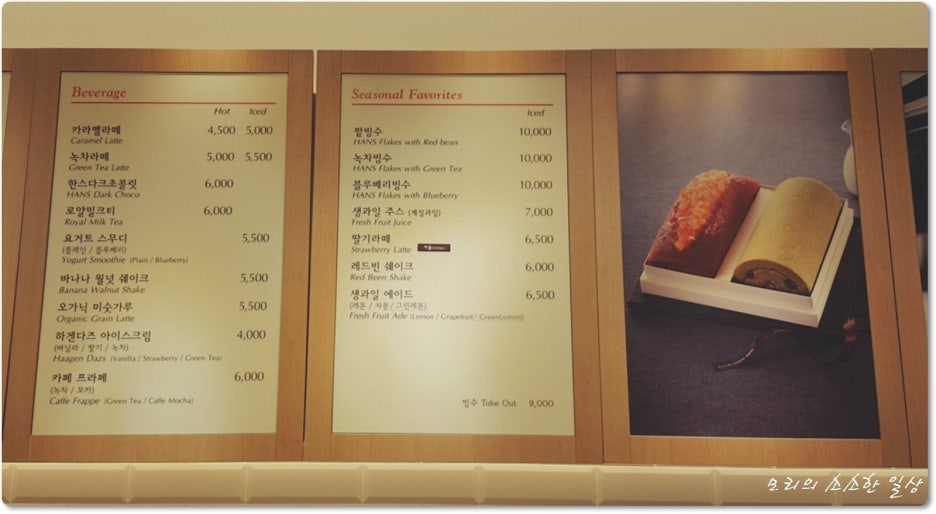 Beverage
Hot Iced
카라멜라떼 4,500 5,000
Caramel Latte
녹차라떼 5,000 5,500
Green Tea Latte
한스다크초콜릿 6,000
HANS Dark Choco
로얄밀크티 6,000
Royal Milk Tea
요거트 스무디 5,500
(플레인 / 블루베리)
Yogurt Smoothie (Plain / Blueberry)
바나나 월넛 쉐이크 5,500
Banana Walnut Shake
오가닉 미숫가루 5,500
Organic Grain Latte
하겐다즈 아이스크림 4,000
(바닐라 / 딸기 / 녹차)
Haagen Dazs (Vanilla / Strawberry / Green Tea)
카페 프라페 6,000
(녹차 / 모카)
Caffe Frappe (Green Tea / Caffe Mocha)
Seasonal Favorites
Iced
팥빙수 10,000
HANS Flakes with Red-bean
녹차빙수 10,000
HANS Flakes with Green Tea
블루베리빙수 10,000
HANS Flakes with Blueberry
생과일 주스 (계절과일) 7,000
Fresh Fruit Juice
딸기라떼 6,500
Strawberry Latte
레드빈 쉐이크 6,000
Red Been Shake
생과일 에이드 6,500
(레몬 / 자몽 / 그린레몬)
Fresh Fruit Ade (Lemon / Grapefruit / GreenLemon)
빙수 Take Out 9,000
모리의 소소한 일상